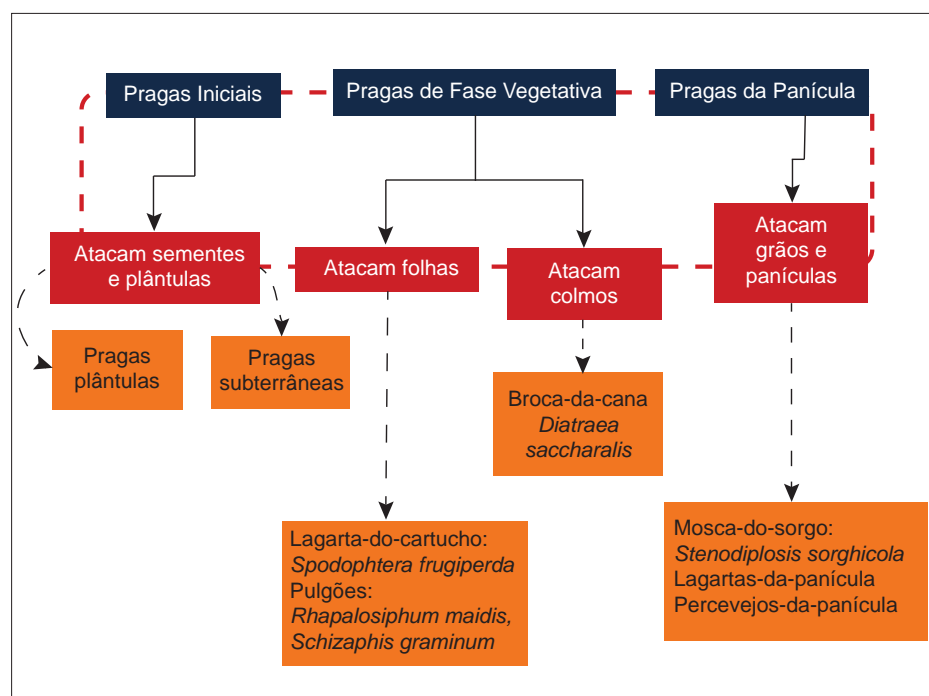 Pragas Iniciais
Pragas de Fase Vegetativa
Pragas da Panícula
Atacam sementes
e plântulas
Atacam folhas
Atacam
colmos
Atacam
grãos e
panículas
Pragas
plântulas
Pragas
subterrâneas
Broca-da-cana
Diatraea
saccharalis
Lagarta-do-cartucho:
Spodophtera frugiperda
Pulgões:
Rhapalosiphum maidis,
Schizaphis graminum
Mosca-do-sorgo:
Stenodiplosis sorghicola
Lagartas-da-panícula
Percevejos-da-panícula